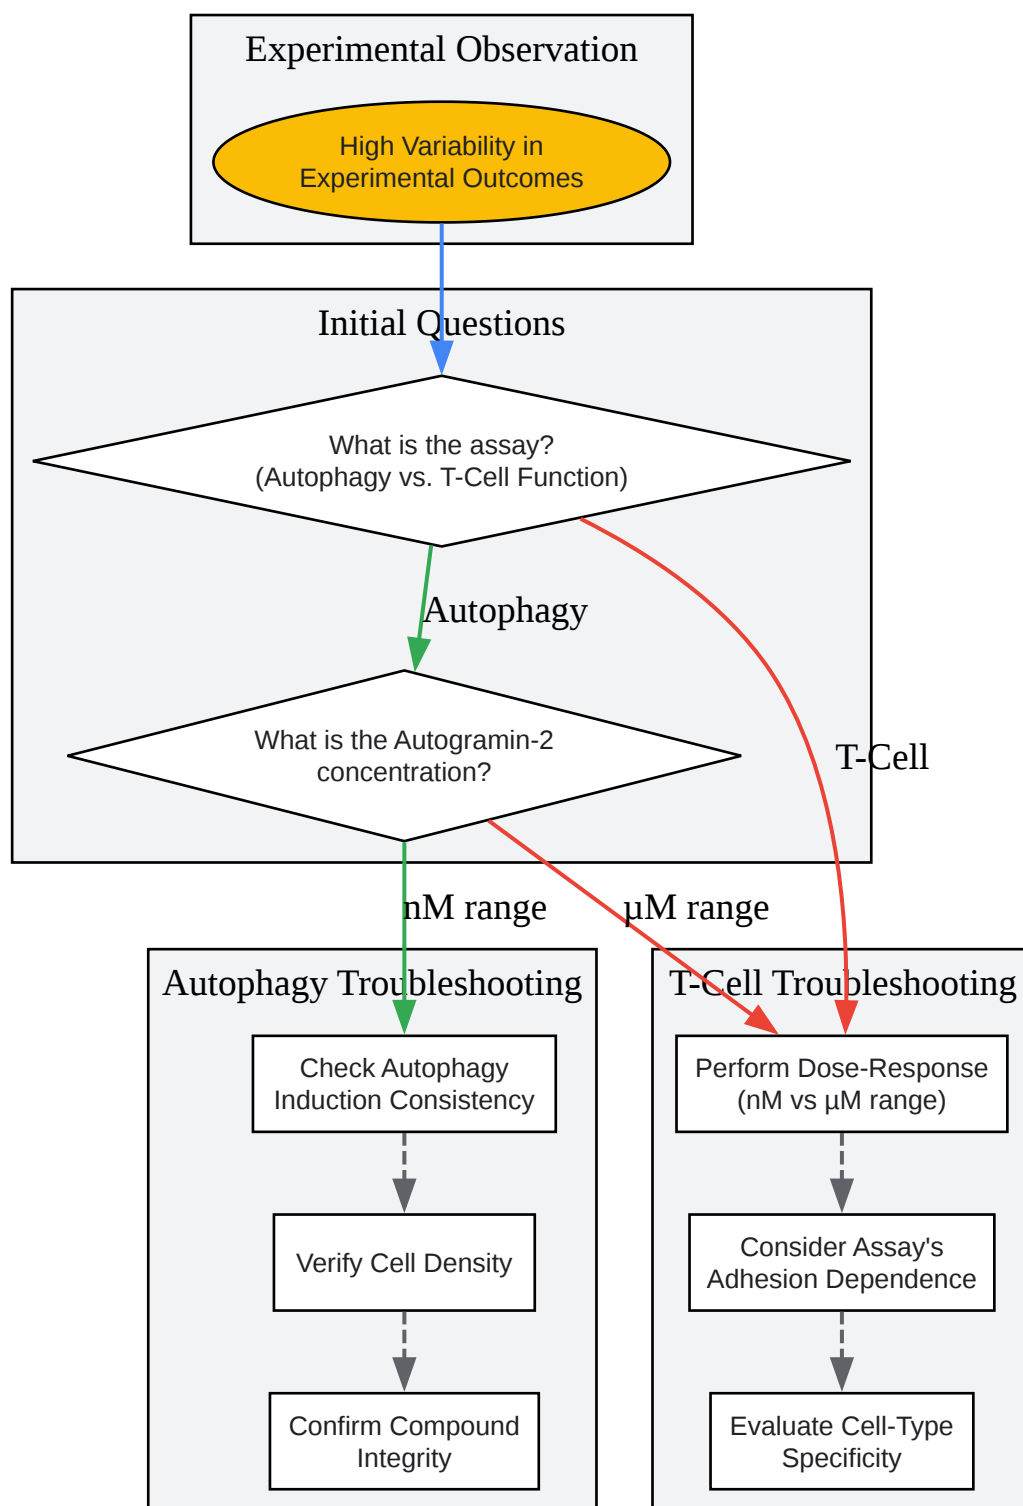 Experimental Observation
High Variability in
Experimental Outcomes
Initial Questions
What is the assay?
(Autophagy vs. T-Cell Function)
Autophagy
What is the Autogramin-2
concentration?
T-Cell
nM range
µM range
Autophagy Troubleshooting
Check Autophagy
Induction Consistency
Verify Cell Density
Confirm Compound
Integrity
T-Cell Troubleshooting
Perform Dose-Response
(nM vs µM range)
Consider Assay's
Adhesion Dependence
Evaluate Cell-Type
Specificity